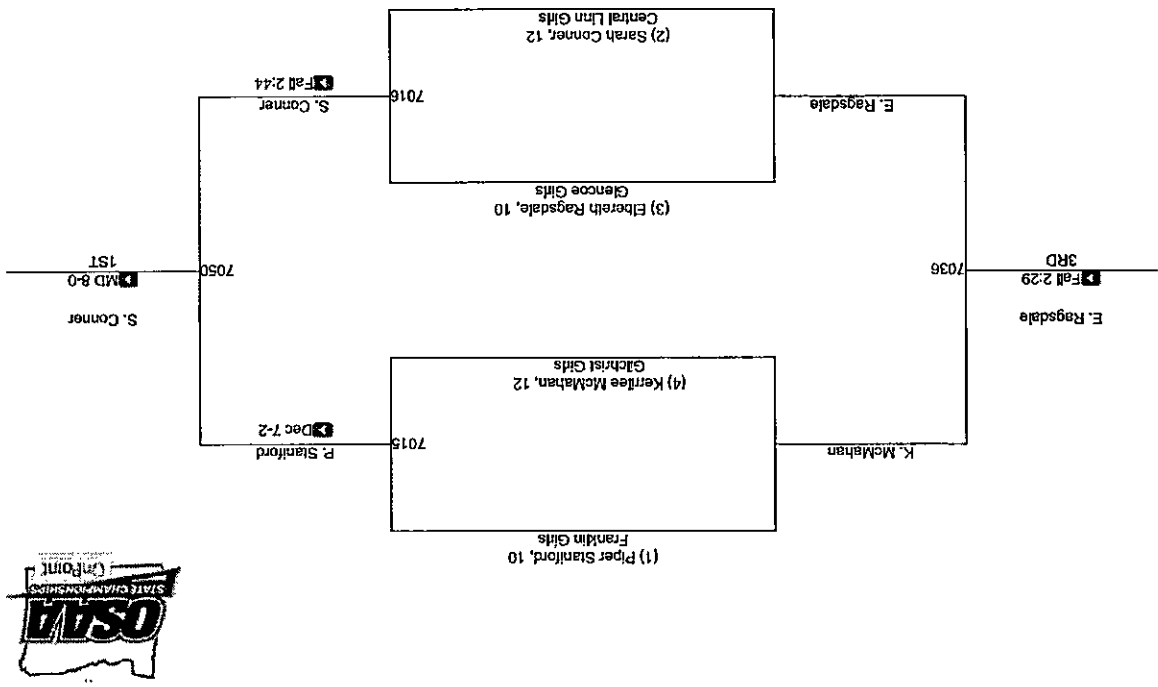 OSAA
STATE CHAMPIONSHIPS
OnPoint
(1) Piper Staniford, 10
Franklin Girls
K. McMahan
7015
P. Staniford
Dec 7-2
(4) Kerrilee McMahan, 12
Gilchrist Girls
E. Ragsdale
Fall 2:29
3RD
7036
7050
S. Conner
MD 8-0
1ST
(3) Elbereth Ragsdale, 10
Glencoe Girls
E. Ragsdale
7016
S. Conner
Fall 2:44
(2) Sarah Conner, 12
Central Linn Girls